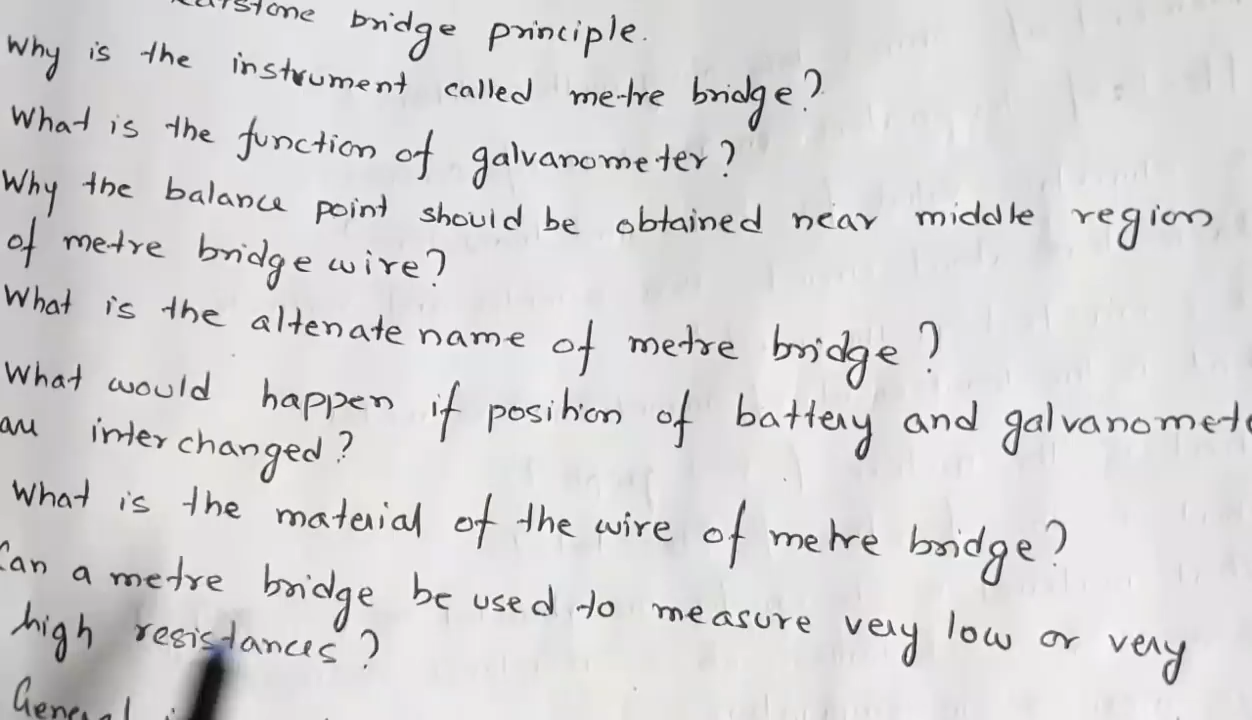 bridge principle.
Why is the instrument called metre bridge?
What is the function of galvanometer?
Why the balance point should be obtained near middle region
of metre bridge wire?
What is the altenate name of metre bridge?
What would happen if position of battery and galvanomete
are interchanged?
What is the material of the wire of metre bridge?
Can a metre bridge be used to measure very low or very
high resistances?